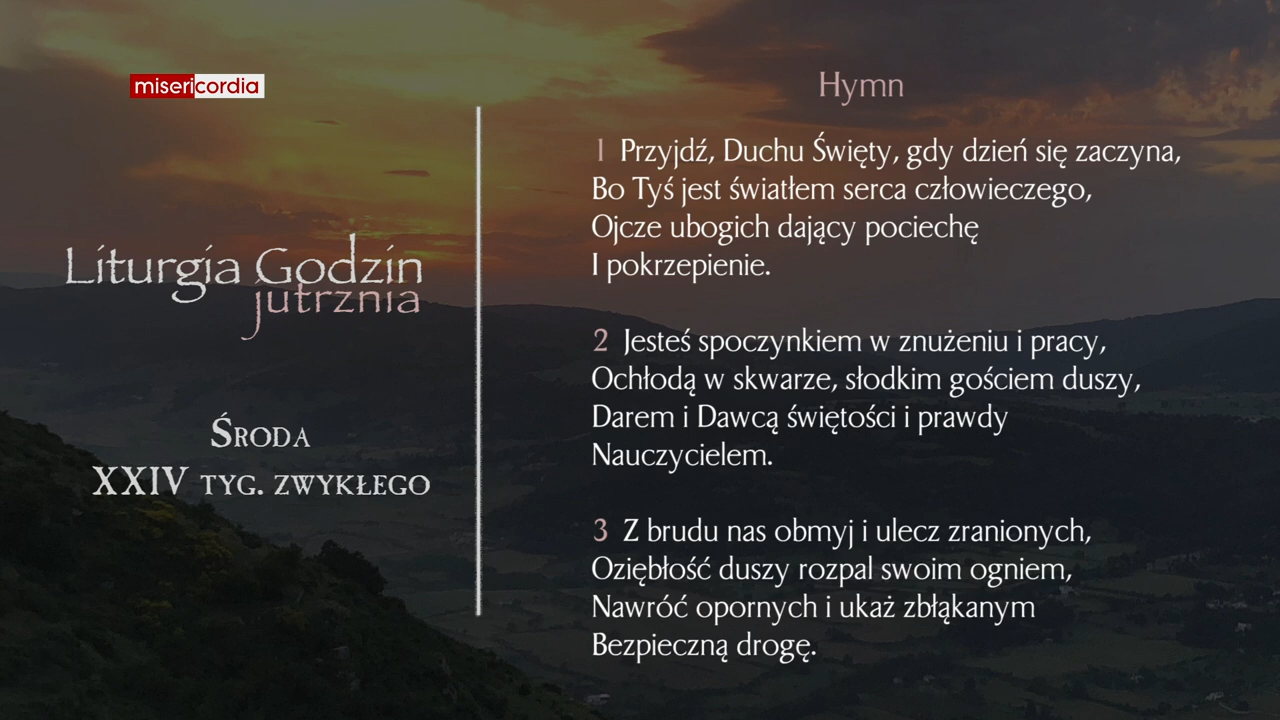 misericordia
Liturgia Godzin
jutrznia
Środa
XXIV tyg. zwykłego
Hymn
1 Przyjdź, Duchu Święty, gdy dzień się zaczyna,
Bo Tyś jest światłem serca człowieczego,
Ojcze ubogich dający pociechę
I pokrzepienie.
2 Jesteś spoczynkiem w znużeniu i pracy,
Ochłodą w skwarze, słodkim gościem duszy,
Darem i Dawcą świętości i prawdy
Nauczycielem.
3 Z brudu nas obmyj i ulecz zranionych,
Oziębłość duszy rozpal swoim ogniem,
Nawróć opornych i ukaż zbłąkanym
Bezpieczną drogę.